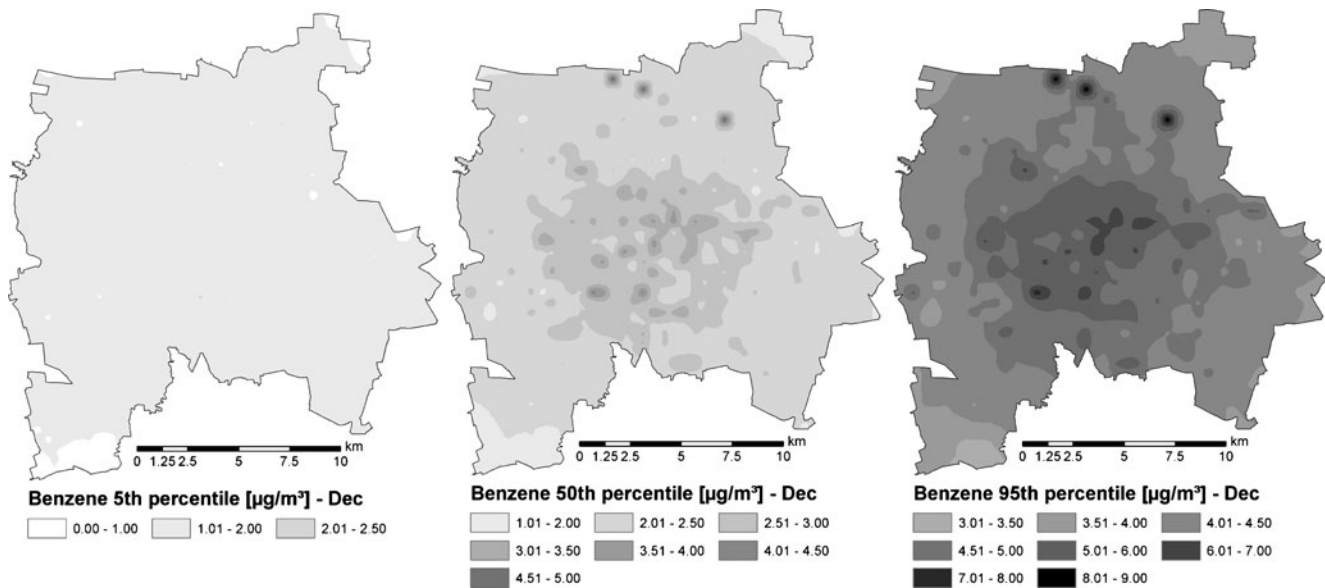 km
0 1.25 2.5 5 7.5 10
Benzene 5th percentile [µg/m³] - Dec
0.00 - 1.00 1.01 - 2.00 2.01 - 2.50
km
0 1.25 2.5 5 7.5 10
Benzene 50th percentile [µg/m³] - Dec
1.01 - 2.00 2.01 - 2.50 2.51 - 3.00
3.01 - 3.50 3.51 - 4.00 4.01 - 4.50
4.51 - 5.00
km
0 1.25 2.5 5 7.5 10
Benzene 95th percentile [µg/m³] - Dec
3.01 - 3.50 3.51 - 4.00 4.01 - 4.50
4.51 - 5.00 5.01 - 6.00 6.01 - 7.00
7.01 - 8.00 8.01 - 9.00